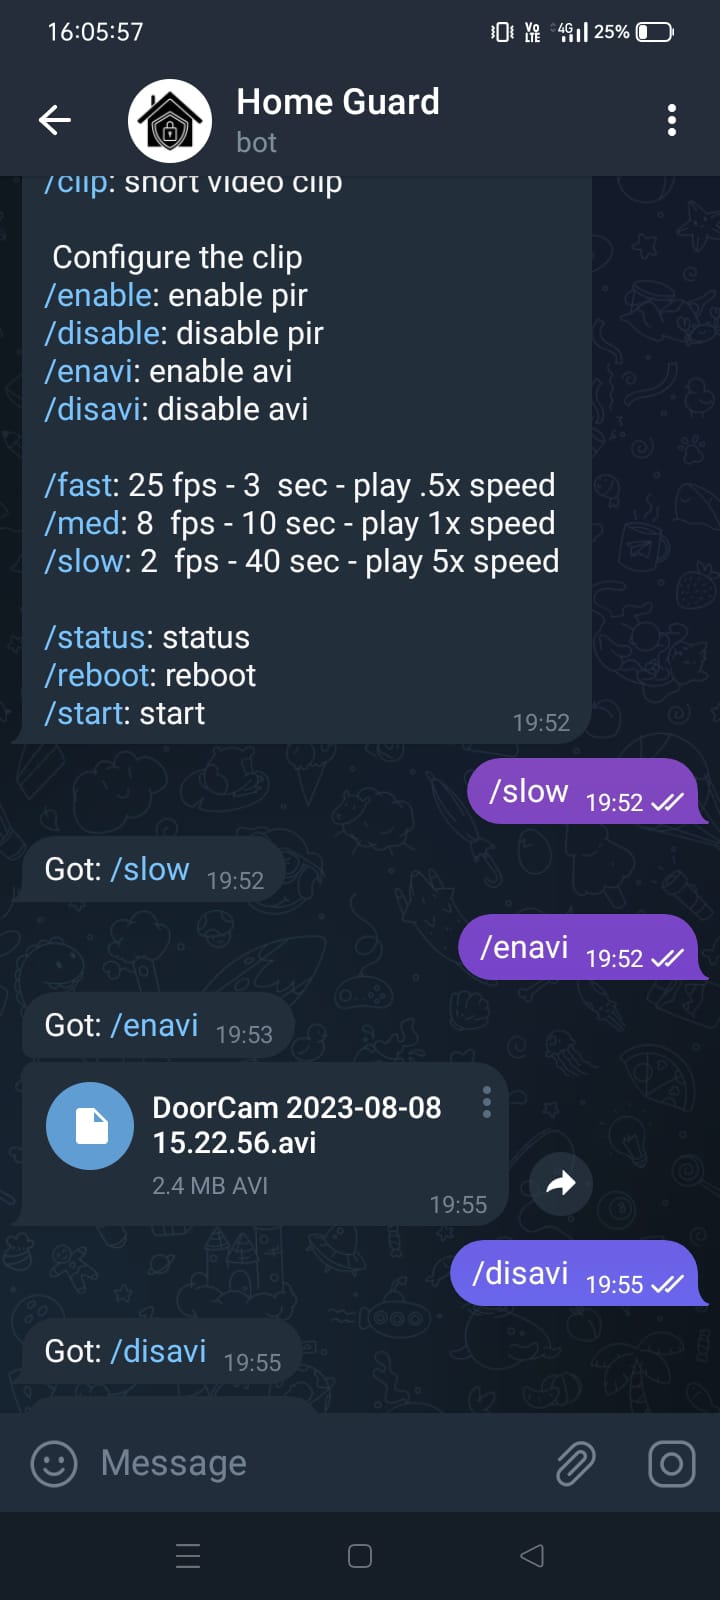 16:05:57
Vo LTE 4G 25%
Home Guard
bot
/clip: short video clip
Configure the clip
/enable: enable pir
/disable: disable pir
/enavi: enable avi
/disavi: disable avi
/fast: 25 fps - 3  sec - play .5x speed
/med: 8  fps - 10 sec - play 1x speed
/slow: 2  fps - 40 sec - play 5x speed
/status: status
/reboot: reboot
/start: start
19:52
/slow 19:52
Got: /slow 19:52
/enavi 19:52
Got: /enavi 19:53
DoorCam 2023-08-08
15.22.56.avi
2.4 MB AVI
19:55
/disavi 19:55
Got: /disavi 19:55
Message